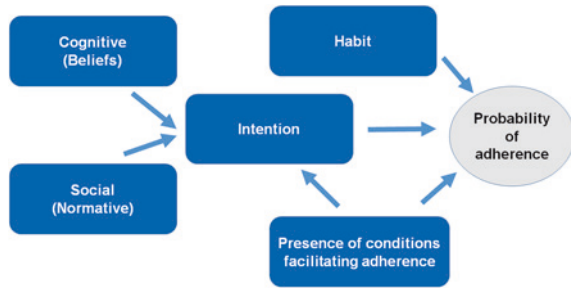 Cognitive
(Beliefs)
Habit
Intention
Probability
of
adherence
Social
(Normative)
Presence of conditions
facilitating adherence